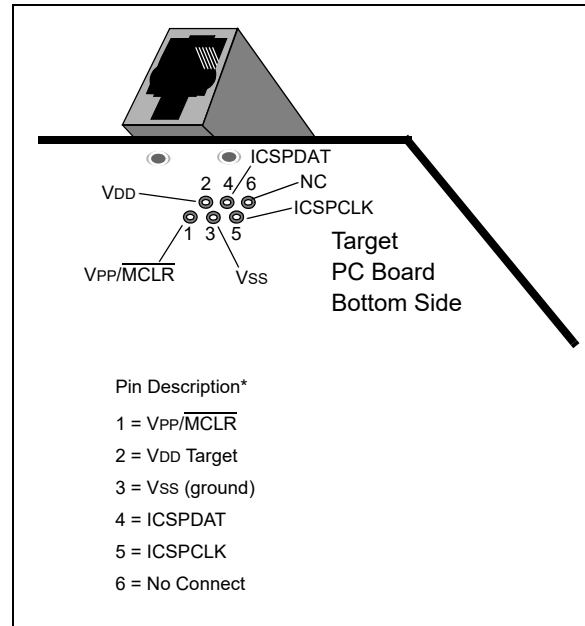 ICSPDAT
VDD 2 4 6 NC
ICSPCLK
1 3 5
VPP/MCLR VSS
Target
PC Board
Bottom Side
Pin Description*
1 = VPP/MCLR
2 = VDD Target
3 = VSS (ground)
4 = ICSPDAT
5 = ICSPCLK
6 = No Connect